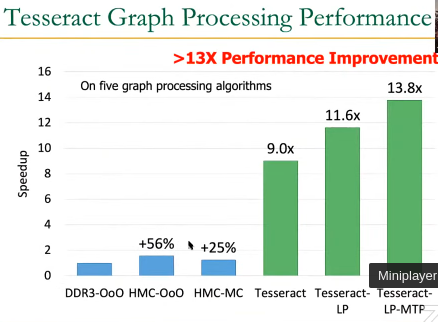 Tesseract Graph Processing Performance
>13X Performance Improvement
On five graph processing algorithms
16
14
12
10
8
6
4
2
0
Speedup
+56%
+25%
9.0x
11.6x
13.8x
DDR3-OoO HMC-OoO HMC-MC Tesseract Tesseract-LP Tesseract-LP-MTP
Miniplayer